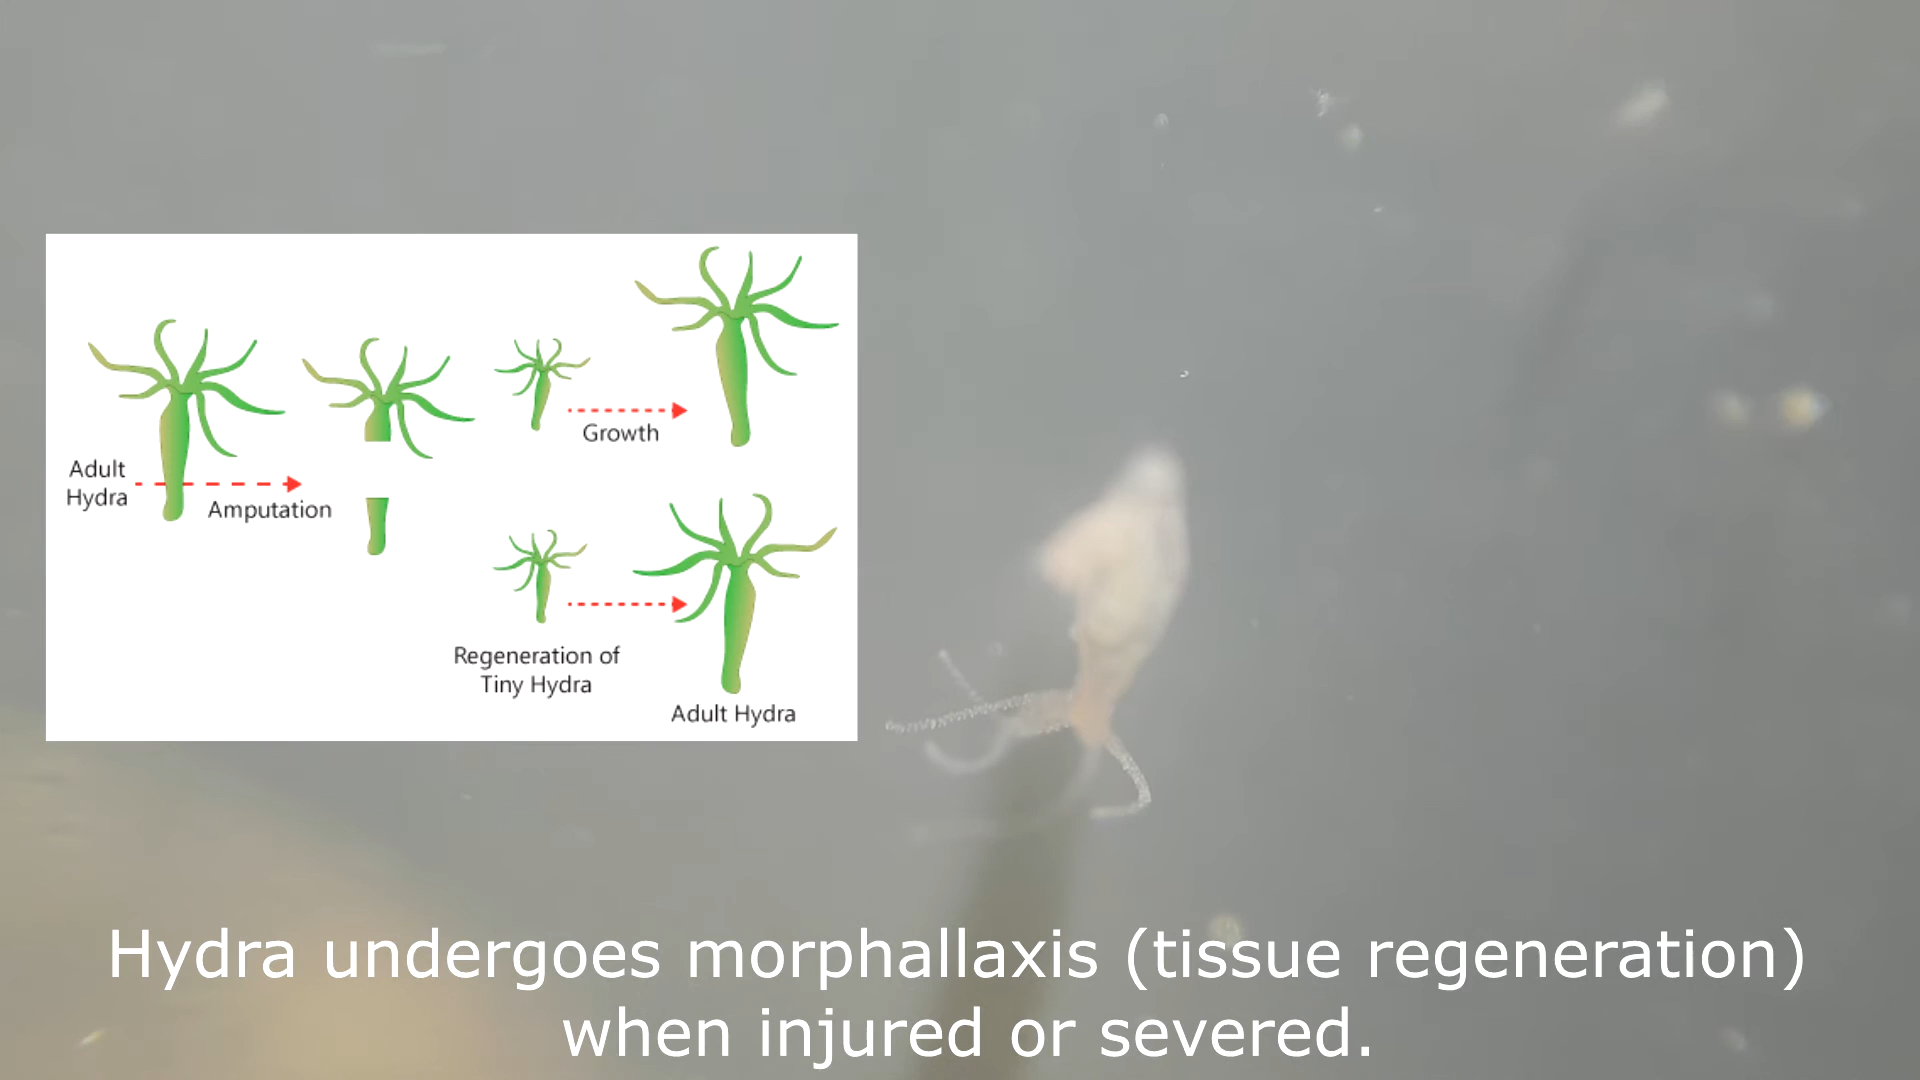 Adult
Hydra
Amputation
Growth
Regeneration of
Tiny Hydra
Adult Hydra
Hydra undergoes morphallaxis (tissue regeneration)
when injured or severed.